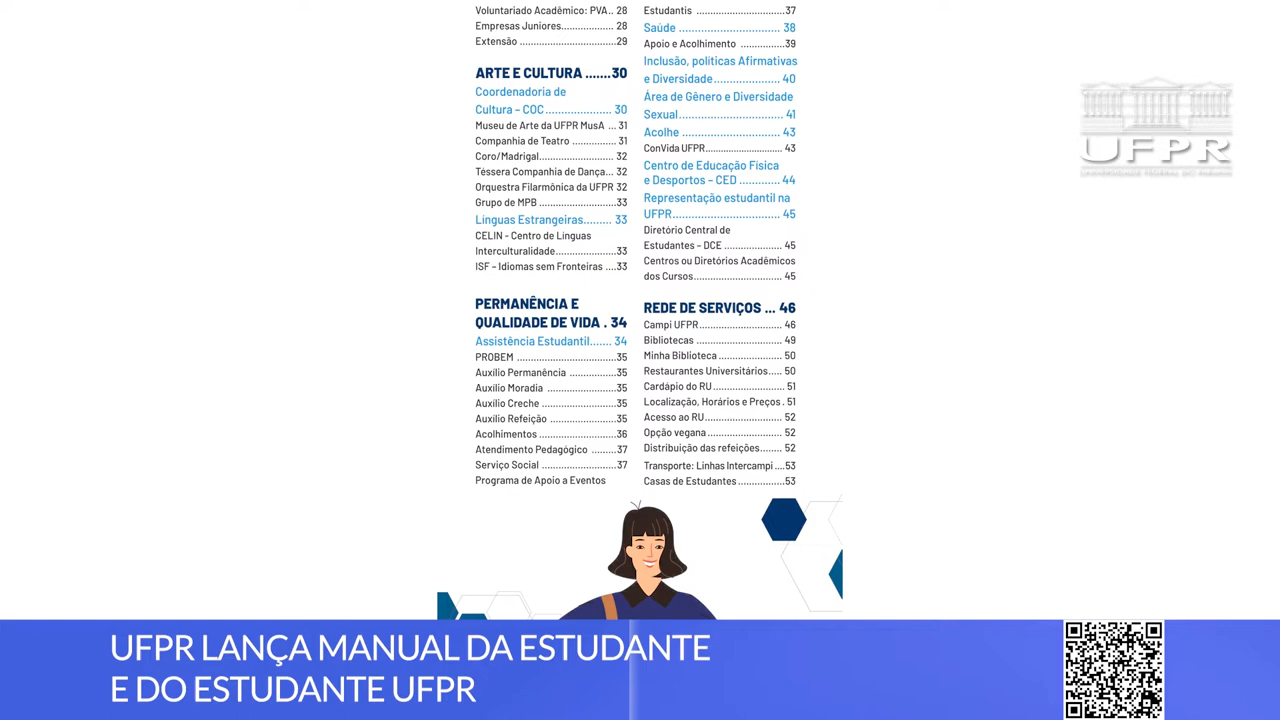 Voluntariado Acadêmico: PVA.. 28
Empresas Juniores................. 28
Extensão ...............................29
ARTE E CULTURA .......30
Coordenadoria de
Cultura – COC.................... 30
Museu de Arte da UFPR MusA ... 31
Companhia de Teatro .............. 31
Coro/Madrigal........................ 32
Téssera Companhia de Dança... 32
Orquestra Filarmônica da UFPR 32
Grupo de MPB ........................ 33
Línguas Estrangeiras......... 33
CELIN - Centro de Línguas
Interculturalidade....................33
ISF – Idiomas sem Fronteiras ....33
PERMANÊNCIA E
QUALIDADE DE VIDA . 34
Assistência Estudantil....... 34
PROBEM ................................35
Auxílio Permanência ................35
Auxílio Moradia .......................35
Auxílio Creche ........................35
Auxílio Refeição ......................35
Acolhimentos ......................... 36
Atendimento Pedagógico .........37
Serviço Social ........................37
Programa de Apoio a Eventos
Estudantis .............................37
Saúde ................................ 38
Apoio e Acolhimento ..............39
Inclusão, políticas Afirmativas
e Diversidade..................... 40
Área de Gênero e Diversidade
Sexual................................ 41
Acolhe ............................... 43
ConVida UFPR......................... 43
Centro de Educação Física
e Desportos – CED ............. 44
Representação estudantil na
UFPR.................................. 45
Diretório Central de
Estudantes – DCE ................... 45
Centros ou Diretórios Acadêmicos
dos Cursos............................. 45
REDE DE SERVIÇOS ... 46
Campi UFPR........................... 46
Bibliotecas ............................ 49
Minha Biblioteca ..................... 50
Restaurantes Universitários..... 50
Cardápio do RU ....................... 51
Localização, Horários e Preços . 51
Acesso ao RU......................... 52
Opção vegana ........................ 52
Distribuição das refeições....... 52
Transporte: Linhas Intercampi ....53
Casas de Estudantes ...............53
UFPR
UNIVERSIDADE FEDERAL DO PARANÁ
UFPR LANÇA MANUAL DA ESTUDANTE
E DO ESTUDANTE UFPR